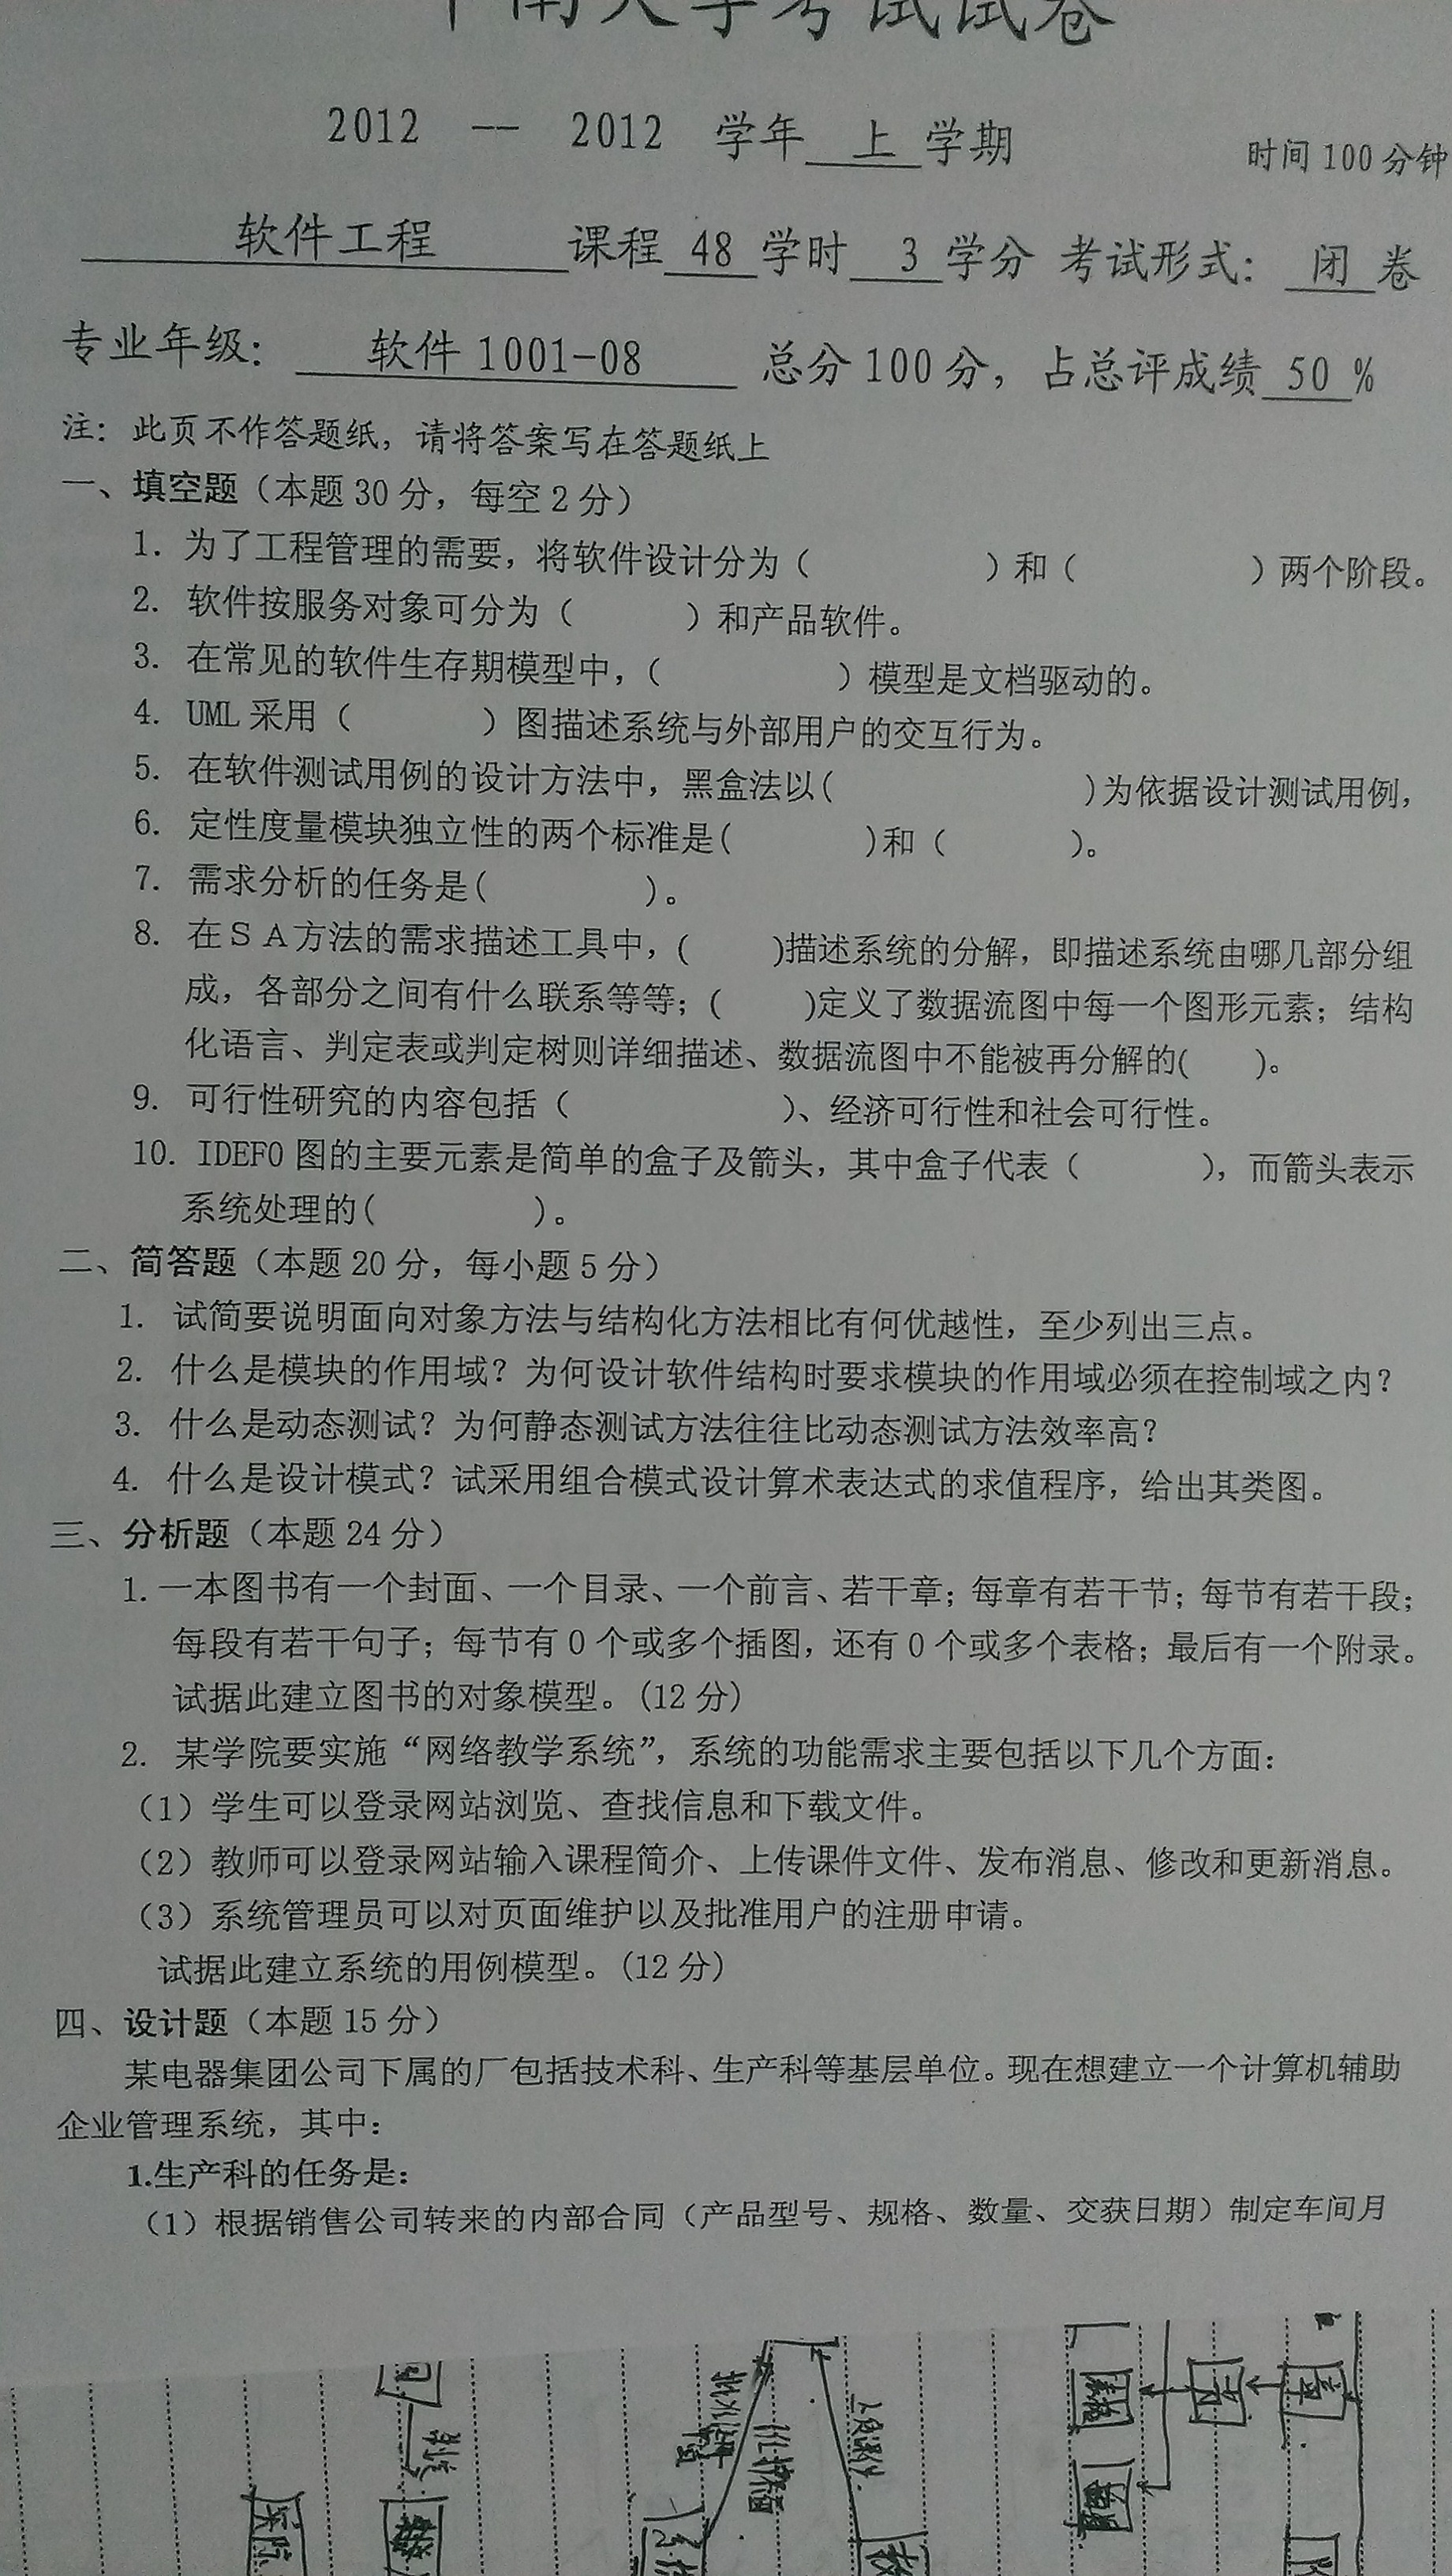 南大学考试试卷
2012 -- 2012 学年 上 学期 时间100分钟
软件工程 课程 48 学时 3 学分 考试形式: 闭 卷
专业年级: 软件1001-08 总分100分, 占总评成绩 50 %
注: 此页不作答题纸, 请将答案写在答题纸上
一、填空题(本题30分, 每空2分)
1. 为了工程管理的需要, 将软件设计分为( )和( )两个阶段。
2. 软件按服务对象可分为( )和产品软件。
3. 在常见的软件生存期模型中, ( )模型是文档驱动的。
4. UML采用( )图描述系统与外部用户的交互行为。
5. 在软件测试用例的设计方法中, 黑盒法以( )为依据设计测试用例,
6. 定性度量模块独立性的两个标准是( )和( )。
7. 需求分析的任务是( )。
8. 在SA方法的需求描述工具中, ( )描述系统的分解, 即描述系统由哪几部分组
成, 各部分之间有什么联系等等; ( )定义了数据流图中每一个图形元素; 结构
化语言、判定表或判定树则详细描述、数据流图中不能被再分解的( )。
9. 可行性研究的内容包括( )、经济可行性和社会可行性。
10. IDEF0图的主要元素是简单的盒子及箭头, 其中盒子代表( ), 而箭头表示
系统处理的( )。
二、简答题(本题20分, 每小题5分)
1. 试简要说明面向对象方法与结构化方法相比有何优越性, 至少列出三点。
2. 什么是模块的作用域? 为何设计软件结构时要求模块的作用域必须在控制域之内?
3. 什么是动态测试? 为何静态测试方法往往比动态测试方法效率高?
4. 什么是设计模式? 试采用组合模式设计算术表达式的求值程序, 给出其类图。
三、分析题(本题24分)
1. 一本图书有一个封面、一个目录、一个前言、若干章; 每章有若干节; 每节有若干段;
每段有若干句子; 每节有0个或多个插图, 还有0个或多个表格; 最后有一个附录。
试据此建立图书的对象模型。(12分)
2. 某学院要实施“网络教学系统”, 系统的功能需求主要包括以下几个方面:
(1) 学生可以登录网站浏览、查找信息和下载文件。
(2) 教师可以登录网站输入课程简介、上传课件文件、发布消息、修改和更新消息。
(3) 系统管理员可以对页面维护以及批准用户的注册申请。
试据此建立系统的用例模型。(12分)
四、设计题(本题15分)
某电器集团公司下属的厂包括技术科、生产科等基层单位。现在想建立一个计算机辅助
企业管理系统, 其中:
1.生产科的任务是:
(1) 根据销售公司转来的内部合同(产品型号、规格、数量、交获日期)制定车间月